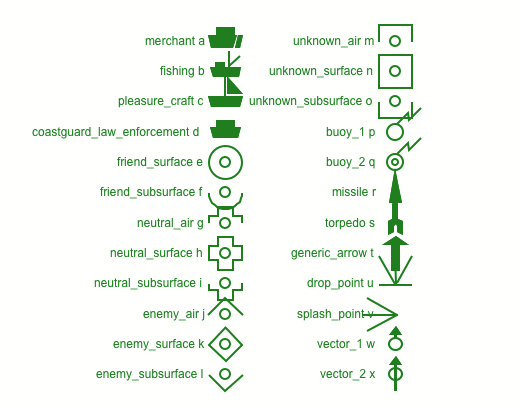 merchant a
fishing b
pleasure_craft c
coastguard_law_enforcement d
friend_surface e
friend_subsurface f
neutral_air g
neutral_surface h
neutral_subsurface i
enemy_air j
enemy_surface k
enemy_subsurface l
unknown_air m
unknown_surface n
unknown_subsurface o
buoy_1 p
buoy_2 q
missile r
torpedo s
generic_arrow t
drop_point u
splash_point v
vector_1 w
vector_2 x